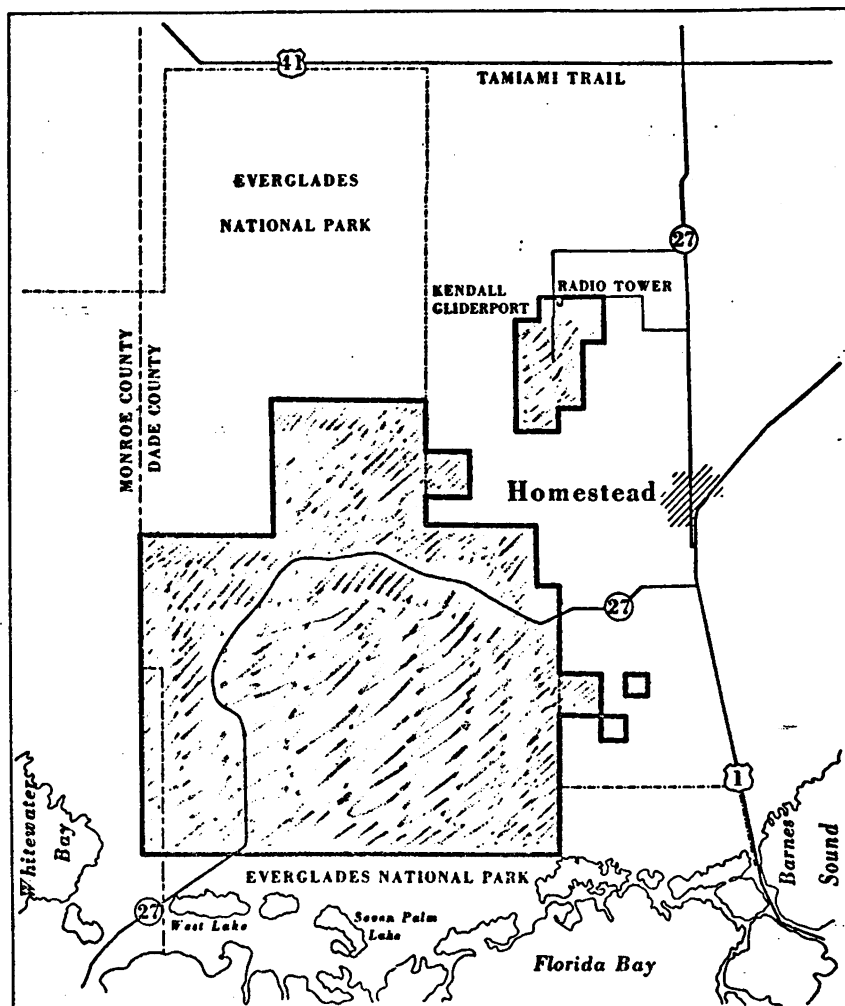 41
TAMIAMI TRAIL
EVERGLADES
NATIONAL PARK
27
KENDALL
GLIDERPORT
RADIO TOWER
MONROE COUNTY
DADE COUNTY
Homestead
27
1
Whitewaters
Bay
Barnes
Sound
EVERGLADES NATIONAL PARK
27
West Lake
Seven Palm
Lake
Florida Bay